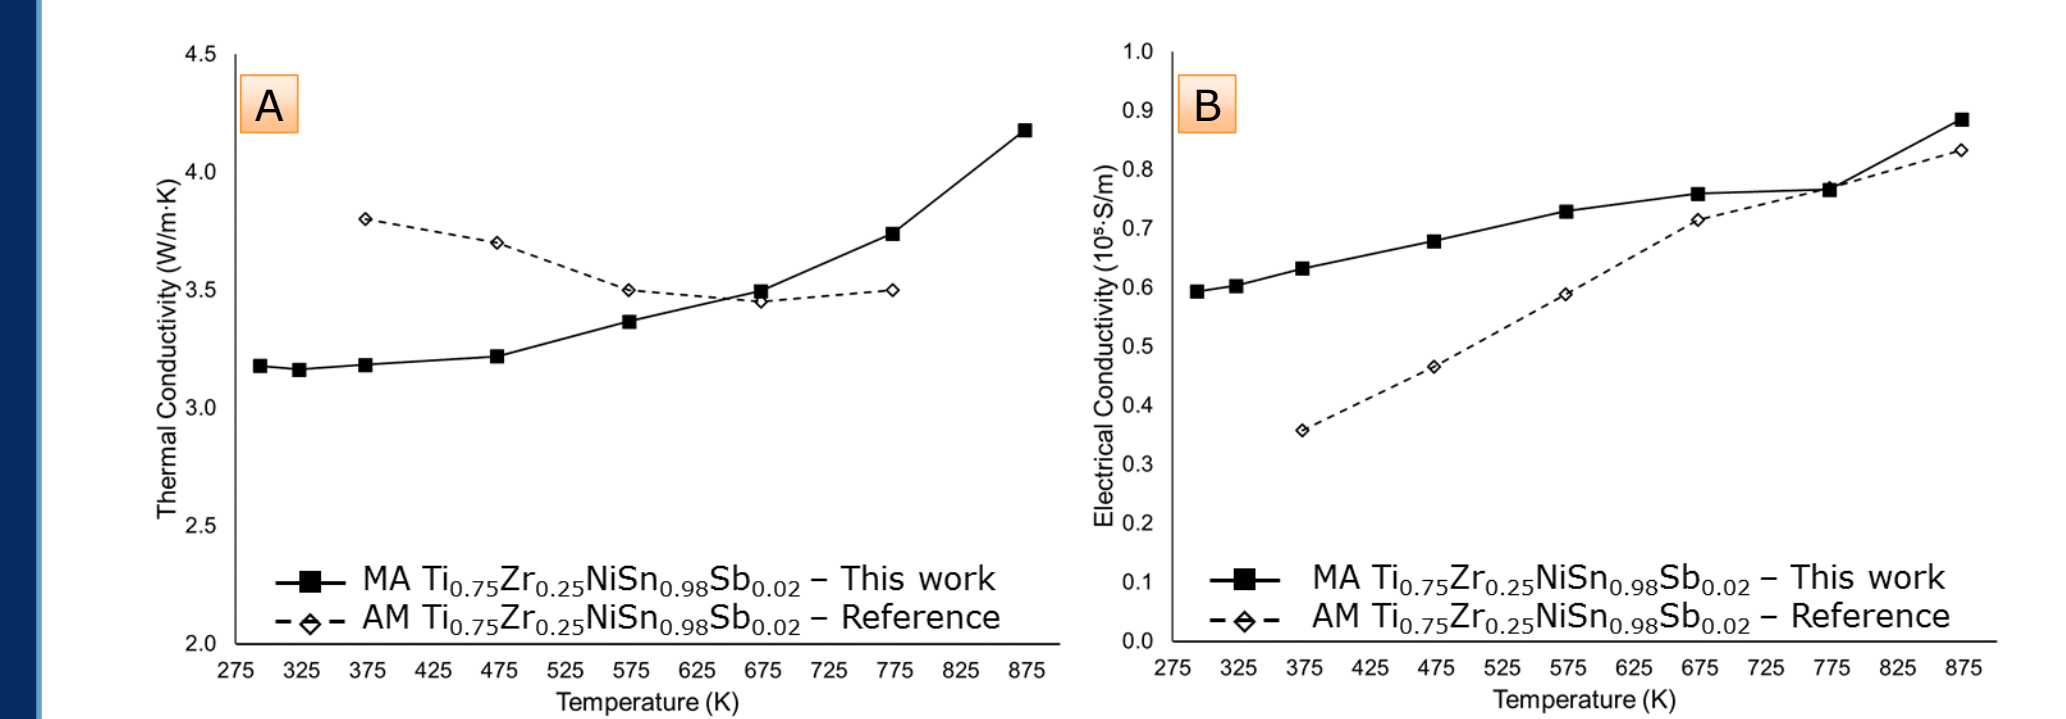 A
Thermal Conductivity (W/m·K)
4.5
4.0
3.5
3.0
2.5
2.0
MA Ti₀.₇₅Zr₀.₂₅NiSn₀.₉₈Sb₀.₀₂ – This work
AM Ti₀.₇₅Zr₀.₂₅NiSn₀.₉₈Sb₀.₀₂ – Reference
275 325 375 425 475 525 575 625 675 725 775 825 875
Temperature (K)
B
Electrical Conductivity (10⁵·S/m)
1.0
0.9
0.8
0.7
0.6
0.5
0.4
0.3
0.2
0.1
0.0
MA Ti₀.₇₅Zr₀.₂₅NiSn₀.₉₈Sb₀.₀₂ – This work
AM Ti₀.₇₅Zr₀.₂₅NiSn₀.₉₈Sb₀.₀₂ – Reference
275 325 375 425 475 525 575 625 675 725 775 825 875
Temperature (K)